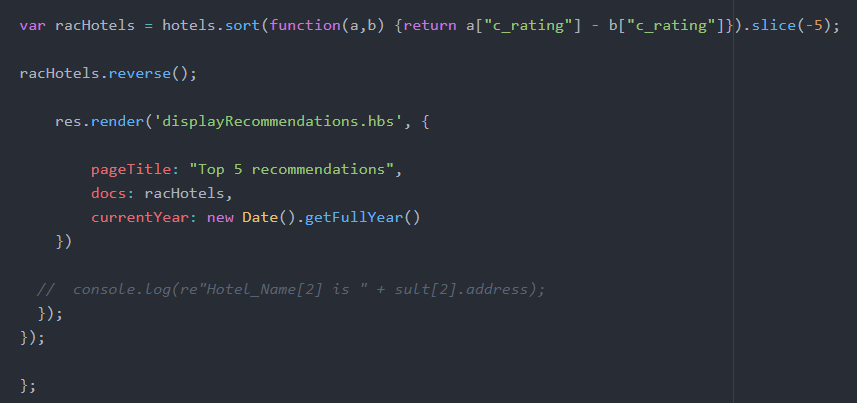 var racHotels = hotels.sort(function(a,b) {return a["c_rating"] - b["c_rating"]}).slice(-5);
racHotels.reverse();
res.render('displayRecommendations.hbs', {
pageTitle: "Top 5 recommendations",
docs: racHotels,
currentYear: new Date().getFullYear()
})
// console.log(re"Hotel_Name[2] is " + sult[2].address);
});
});
};